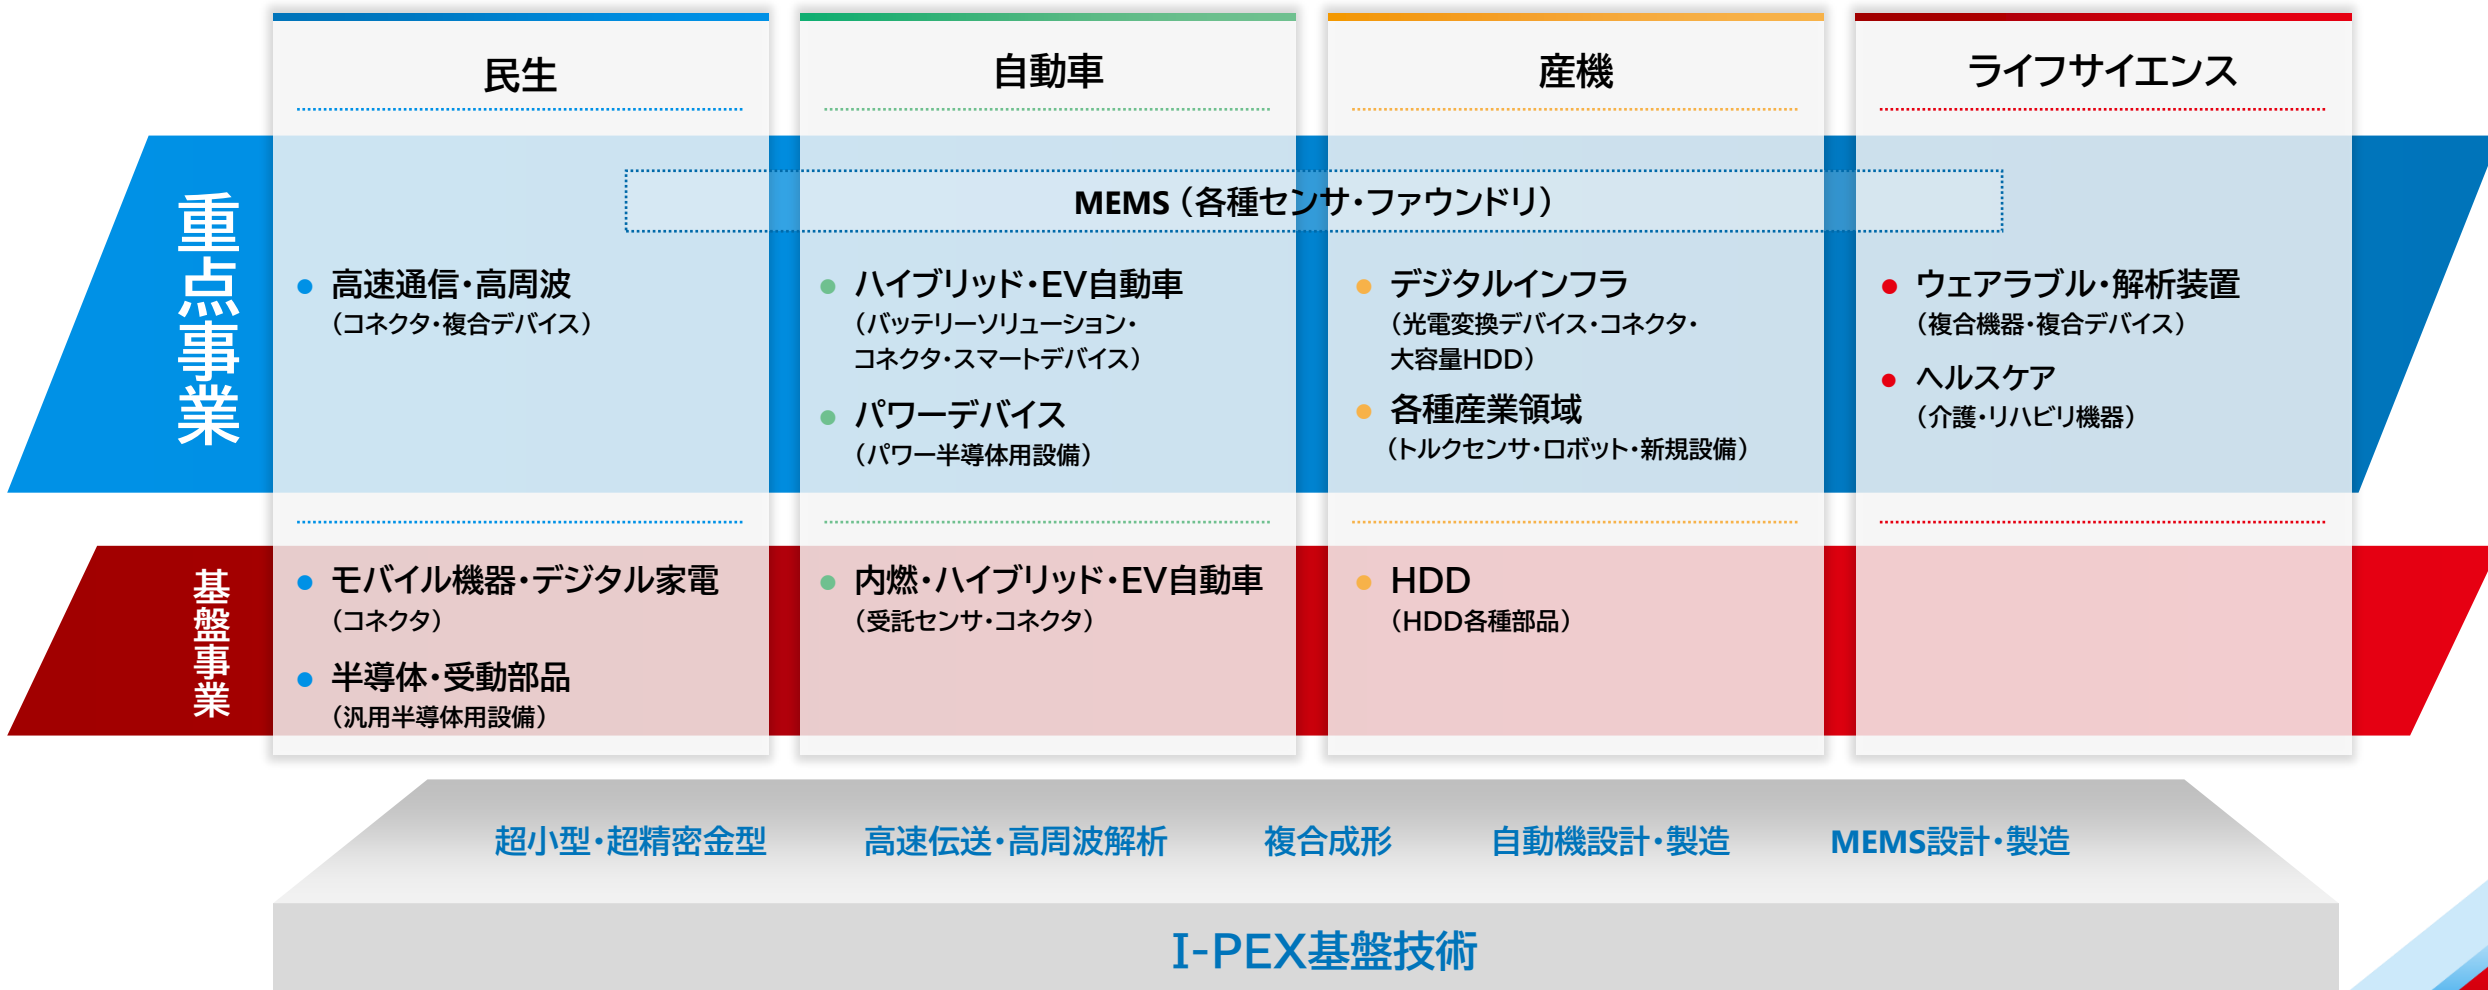 民生
自動車
産機
ライフサイエンス
重点事業
MEMS（各種センサ・ファウンドリ）
高速通信・高周波
（コネクタ・複合デバイス）
ハイブリッド・EV自動車
（バッテリーソリューション・
コネクタ・スマートデバイス）
パワーデバイス
（パワー半導体用設備）
デジタルインフラ
（光電変換デバイス・コネクタ・
大容量HDD）
各種産業領域
（トルクセンサ・ロボット・新規設備）
ウェアラブル・解析装置
（複合機器・複合デバイス）
ヘルスケア
（介護・リハビリ機器）
基盤事業
モバイル機器・デジタル家電
（コネクタ）
半導体・受動部品
（汎用半導体用設備）
内燃・ハイブリッド・EV自動車
（受託センサ・コネクタ）
HDD
（HDD各種部品）
超小型・超精密金型
高速伝送・高周波解析
複合成形
自動機設計・製造
MEMS設計・製造
I-PEX基盤技術